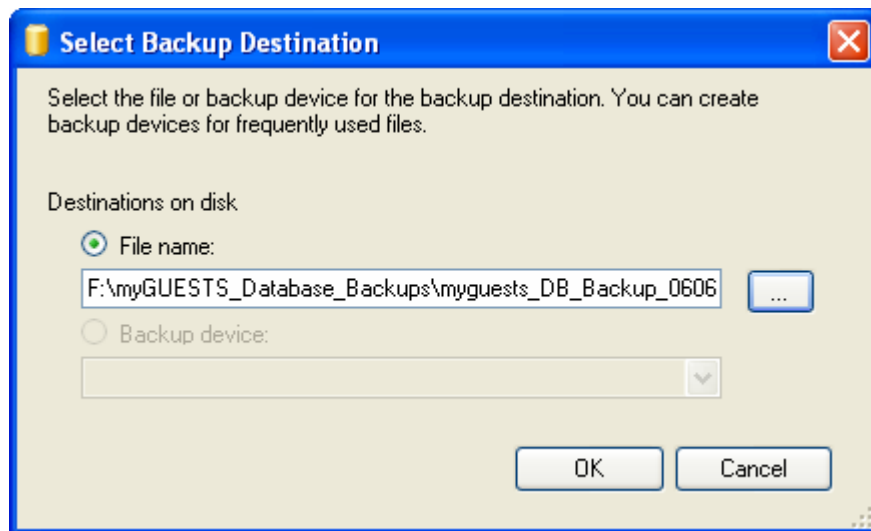 Select Backup Destination
Select the file or backup device for the backup destination. You can create
backup devices for frequently used files.
Destinations on disk
File name:
F:\myGUESTS_Database_Backups\myguests_DB_Backup_0606
...
Backup device:
OK
Cancel